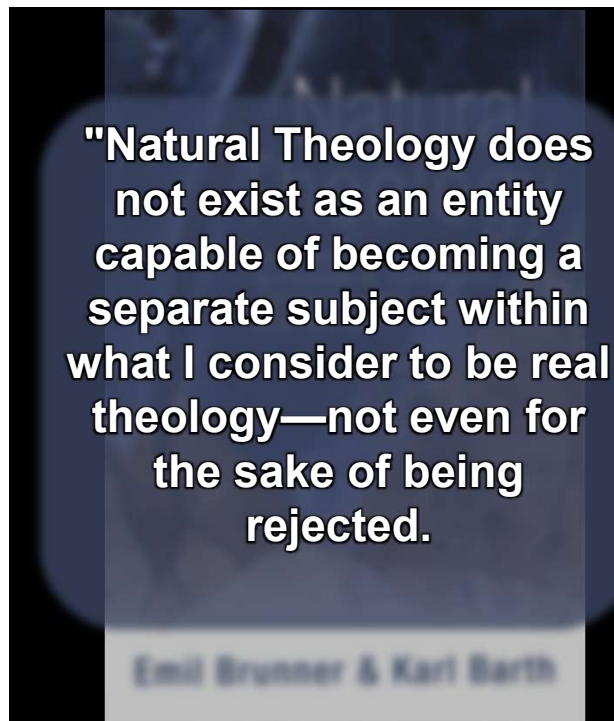 Natural
"Natural Theology does
not exist as an entity
capable of becoming a
separate subject within
what I consider to be real
theology—not even for
the sake of being
rejected.
Emil Brunner & Karl Barth